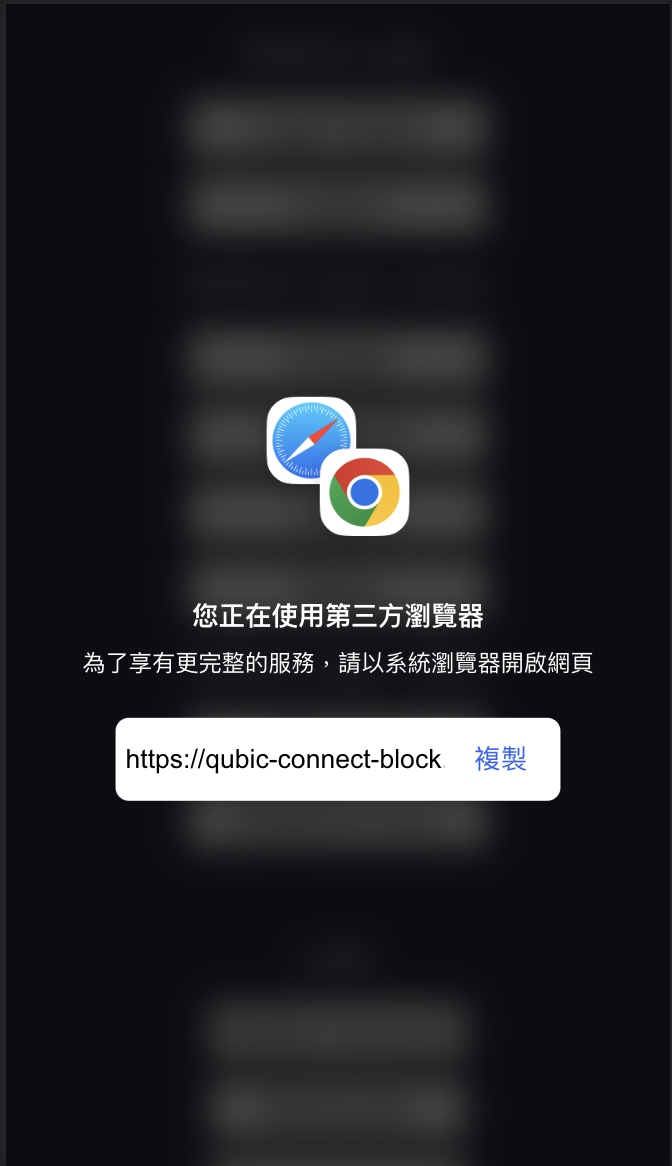 您正在使用第三方瀏覽器
為了享有更完整的服務，請以系統瀏覽器開啟網頁
https://qubic-connect-block. 複製